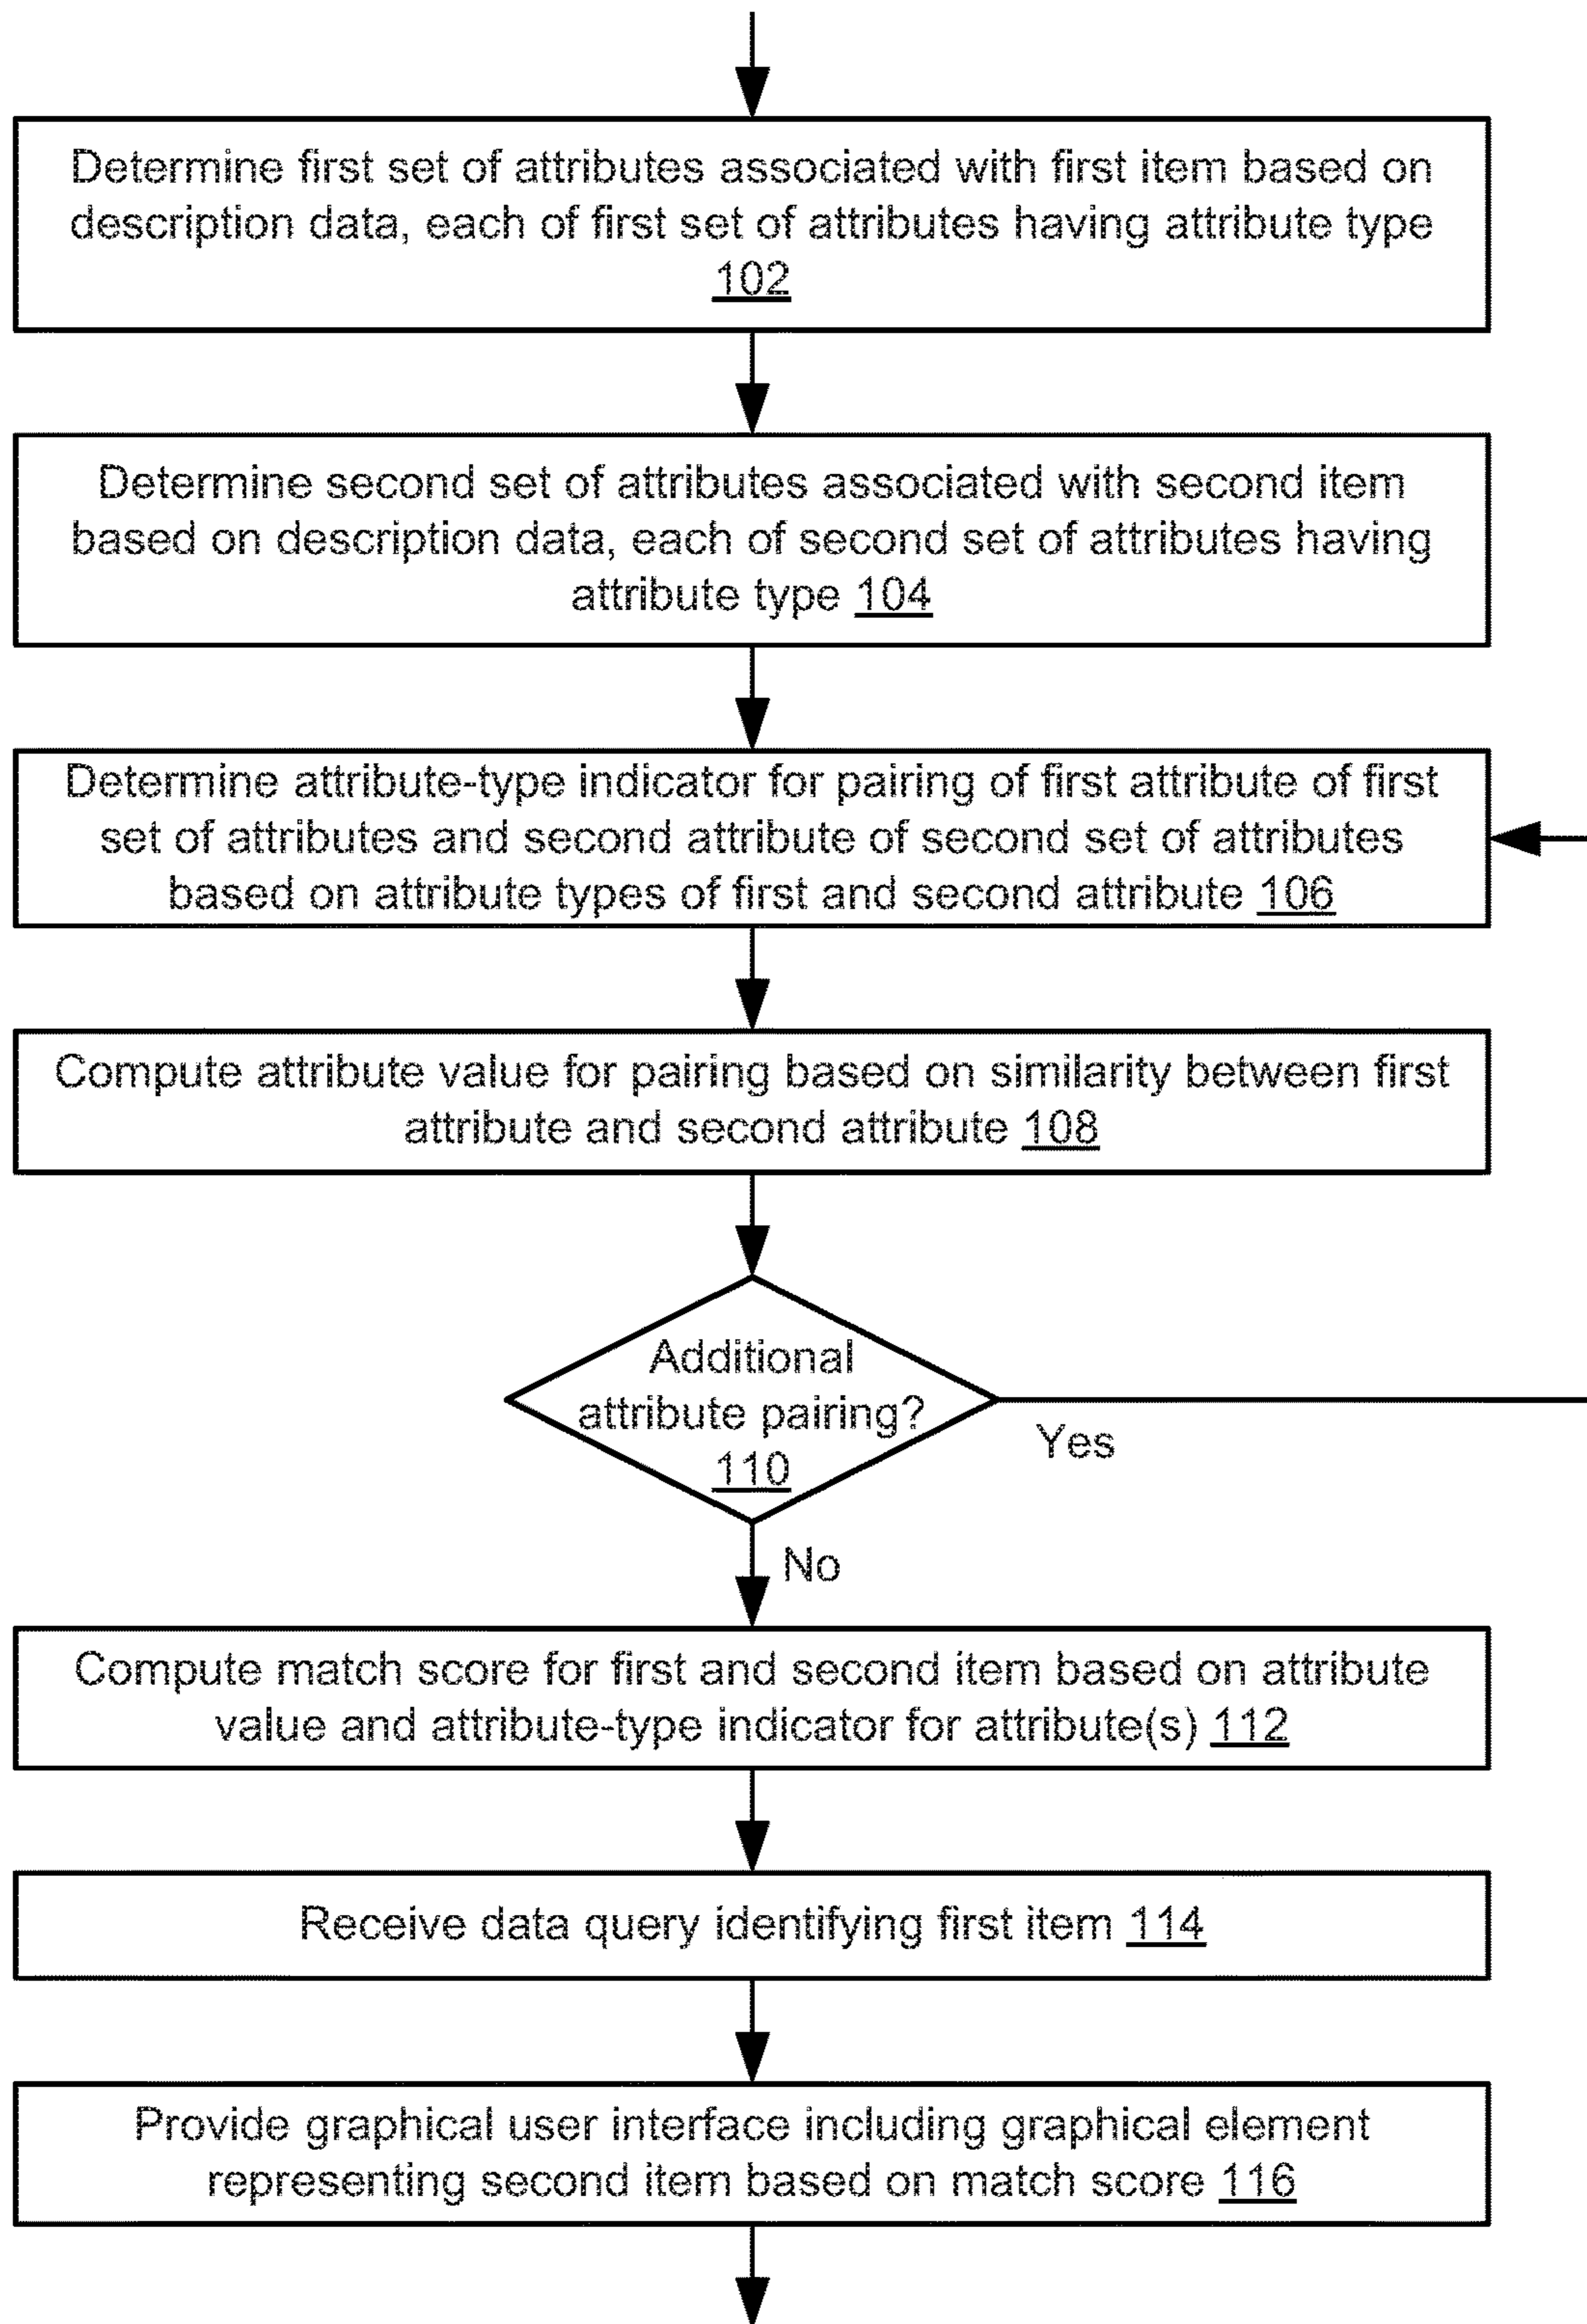 Determine first set of attributes associated with first item based on
description data, each of first set of attributes having attribute type
102
Determine second set of attributes associated with second item
based on description data, each of second set of attributes having
attribute type 104
Determine attribute-type indicator for pairing of first attribute of first
set of attributes and second attribute of second set of attributes
based on attribute types of first and second attribute 106
Compute attribute value for pairing based on similarity between first
attribute and second attribute 108
Additional
attribute pairing?
110
Yes
No
Compute match score for first and second item based on attribute
value and attribute-type indicator for attribute(s) 112
Receive data query identifying first item 114
Provide graphical user interface including graphical element
representing second item based on match score 116